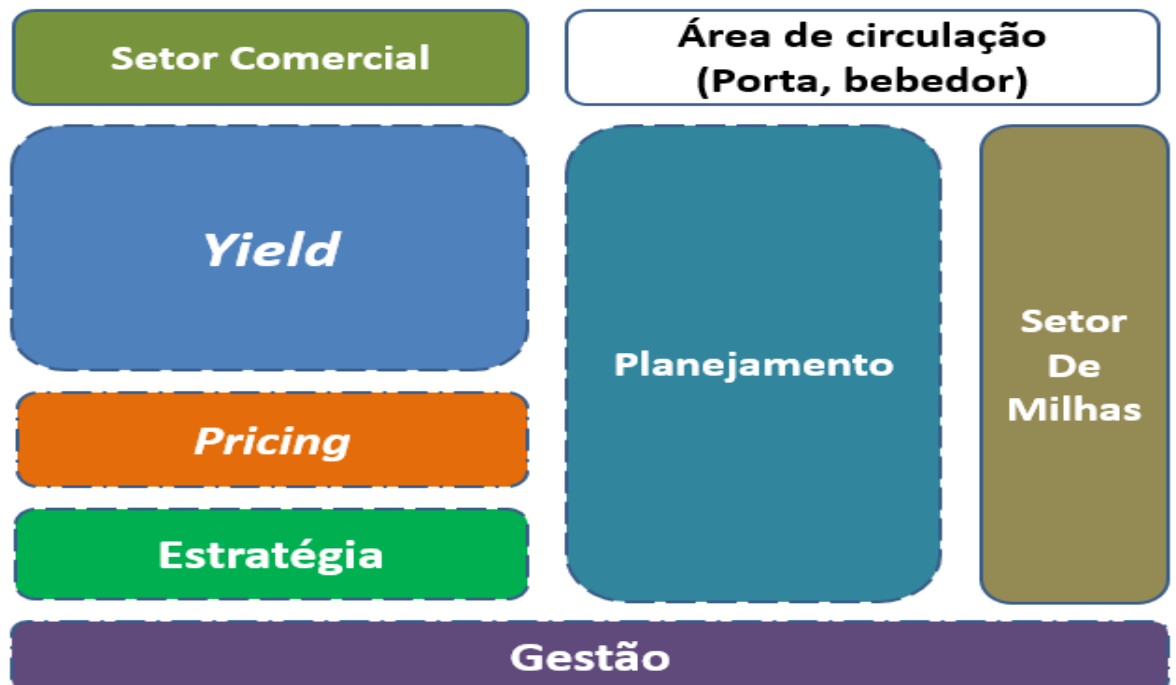 Setor Comercial
Área de circulação
(Porta, bebedor)
Yield
Planejamento
Setor
De
Milhas
Pricing
Estratégia
Gestão